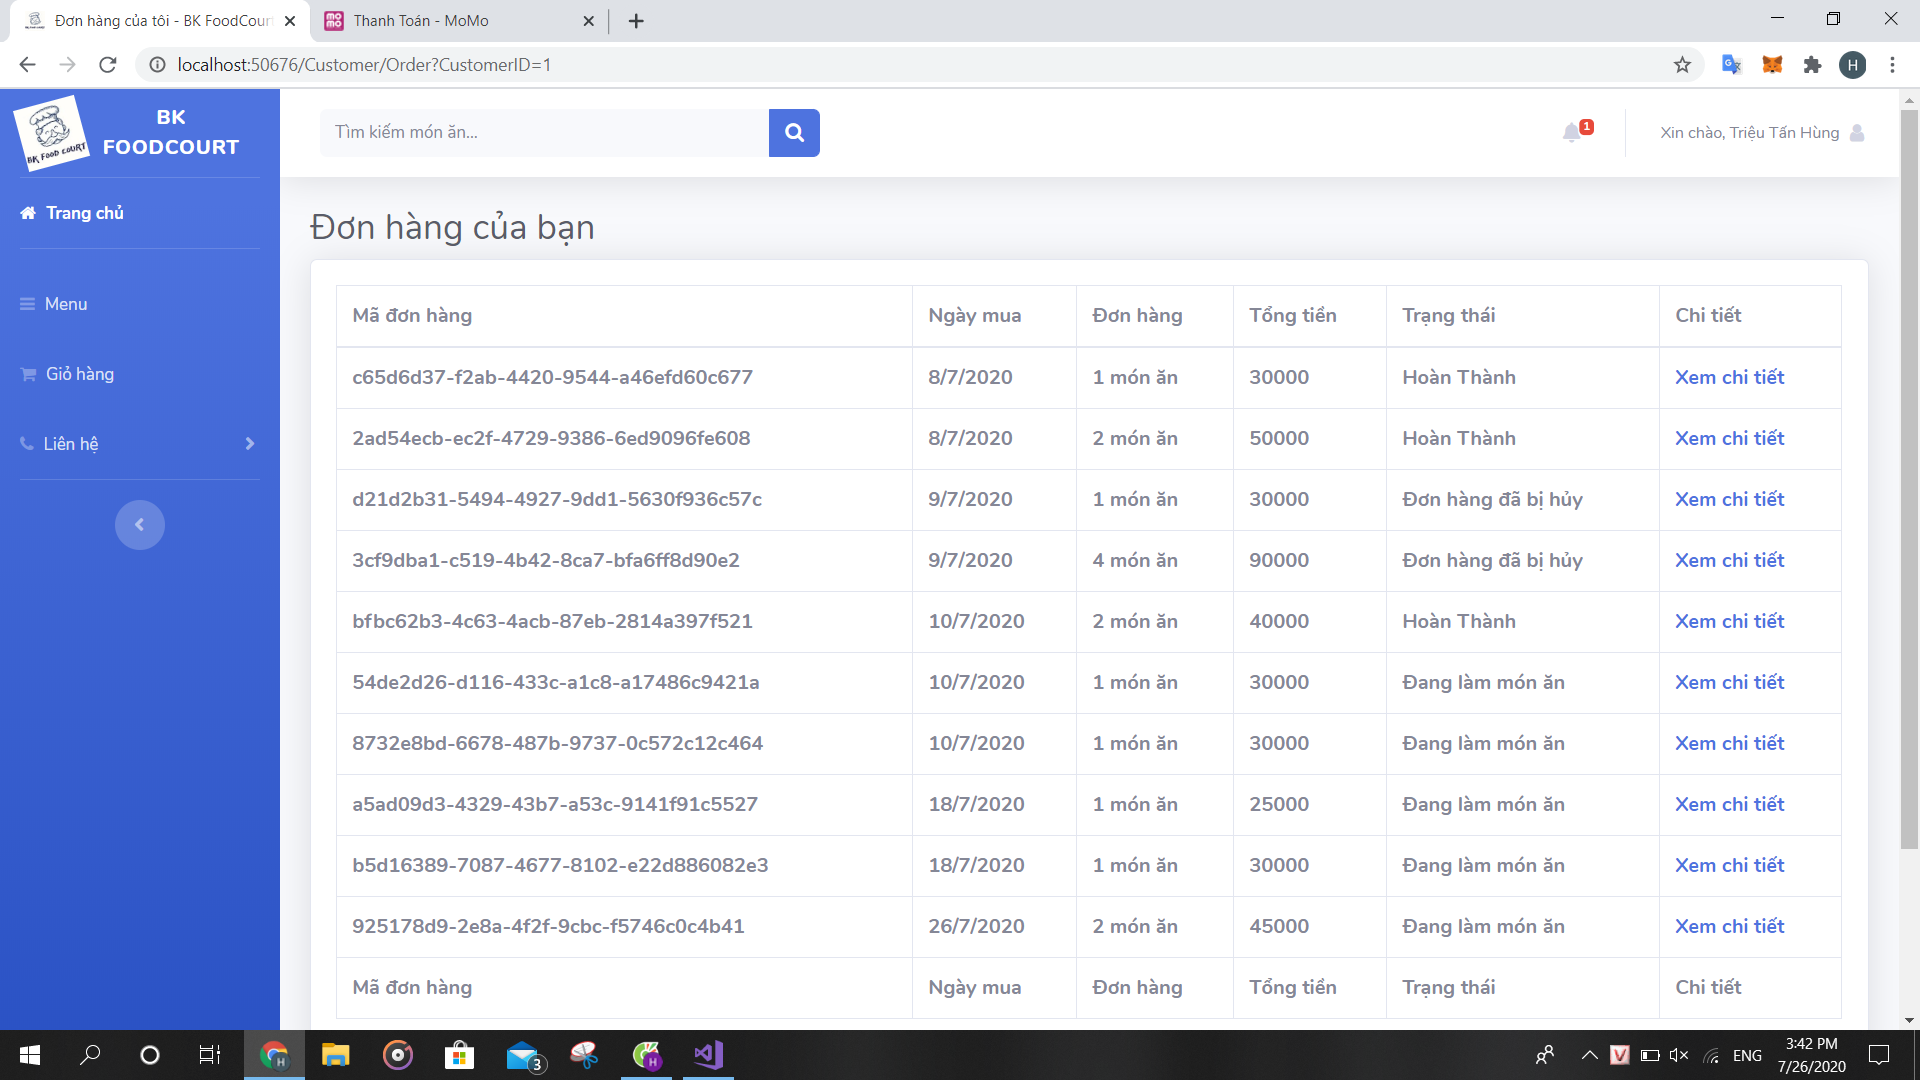 Đơn hàng của tôi - BK FoodCourt
Thanh Toán - MoMo
localhost:50676/Customer/Order?CustomerID=1
H
BK FOOD COURT
BK
FOODCOURT
Tìm kiếm món ăn...
1
Xin chào, Triệu Tấn Hùng
Trang chủ
Menu
Giỏ hàng
Liên hệ
Đơn hàng của bạn
Mã đơn hàng Ngày mua Đơn hàng Tổng tiền Trạng thái Chi tiết
c65d6d37-f2ab-4420-9544-a46efd60c677 8/7/2020 1 món ăn 30000 Hoàn Thành Xem chi tiết
2ad54ecb-ec2f-4729-9386-6ed9096fe608 8/7/2020 2 món ăn 50000 Hoàn Thành Xem chi tiết
d21d2b31-5494-4927-9dd1-5630f936c57c 9/7/2020 1 món ăn 30000 Đơn hàng đã bị hủy Xem chi tiết
3cf9dba1-c519-4b42-8ca7-bfa6ff8d90e2 9/7/2020 4 món ăn 90000 Đơn hàng đã bị hủy Xem chi tiết
bfbc62b3-4c63-4acb-87eb-2814a397f521 10/7/2020 2 món ăn 40000 Hoàn Thành Xem chi tiết
54de2d26-d116-433c-a1c8-a17486c9421a 10/7/2020 1 món ăn 30000 Đang làm món ăn Xem chi tiết
8732e8bd-6678-487b-9737-0c572c12c464 10/7/2020 1 món ăn 30000 Đang làm món ăn Xem chi tiết
a5ad09d3-4329-43b7-a53c-9141f91c5527 18/7/2020 1 món ăn 25000 Đang làm món ăn Xem chi tiết
b5d16389-7087-4677-8102-e22d886082e3 18/7/2020 1 món ăn 30000 Đang làm món ăn Xem chi tiết
925178d9-2e8a-4f2f-9cbc-f5746c0c4b41 26/7/2020 2 món ăn 45000 Đang làm món ăn Xem chi tiết
Mã đơn hàng Ngày mua Đơn hàng Tổng tiền Trạng thái Chi tiết
3
ENG
3:42 PM
7/26/2020